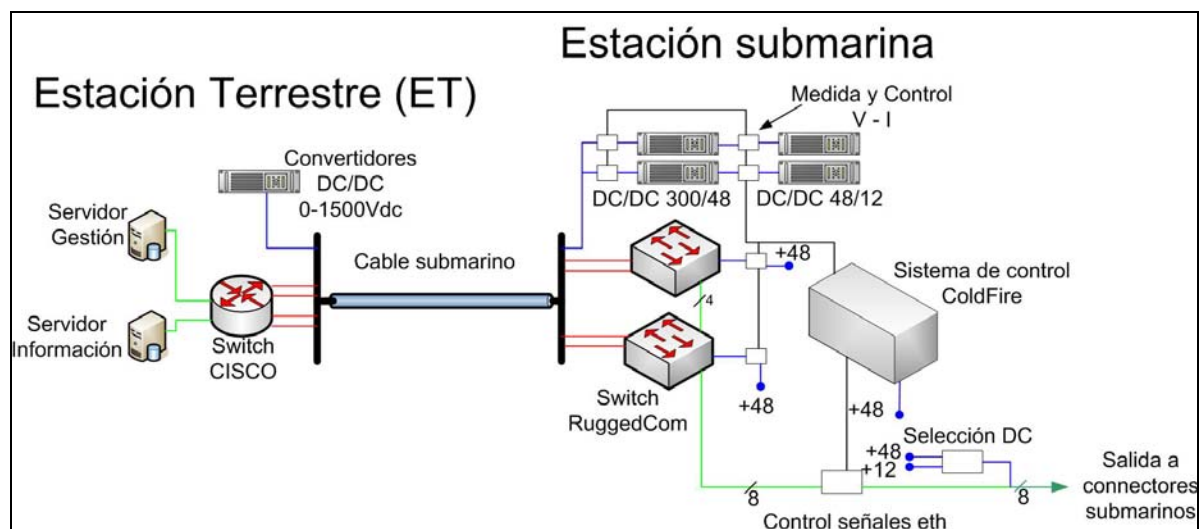 Estación submarina
Estación Terrestre (ET)
Medida y Control
V - I
Convertidores
DC/DC
0-1500Vdc
DC/DC 300/48
DC/DC 48/12
Servidor
Gestión
+48
Cable submarino
Sistema de control
ColdFire
4
Servidor
Información
Switch
CISCO
Switch
RuggedCom
+48
+48
Selección DC
+48
+12
8
8
Salida a
connectores
submarinos
Control señales eth